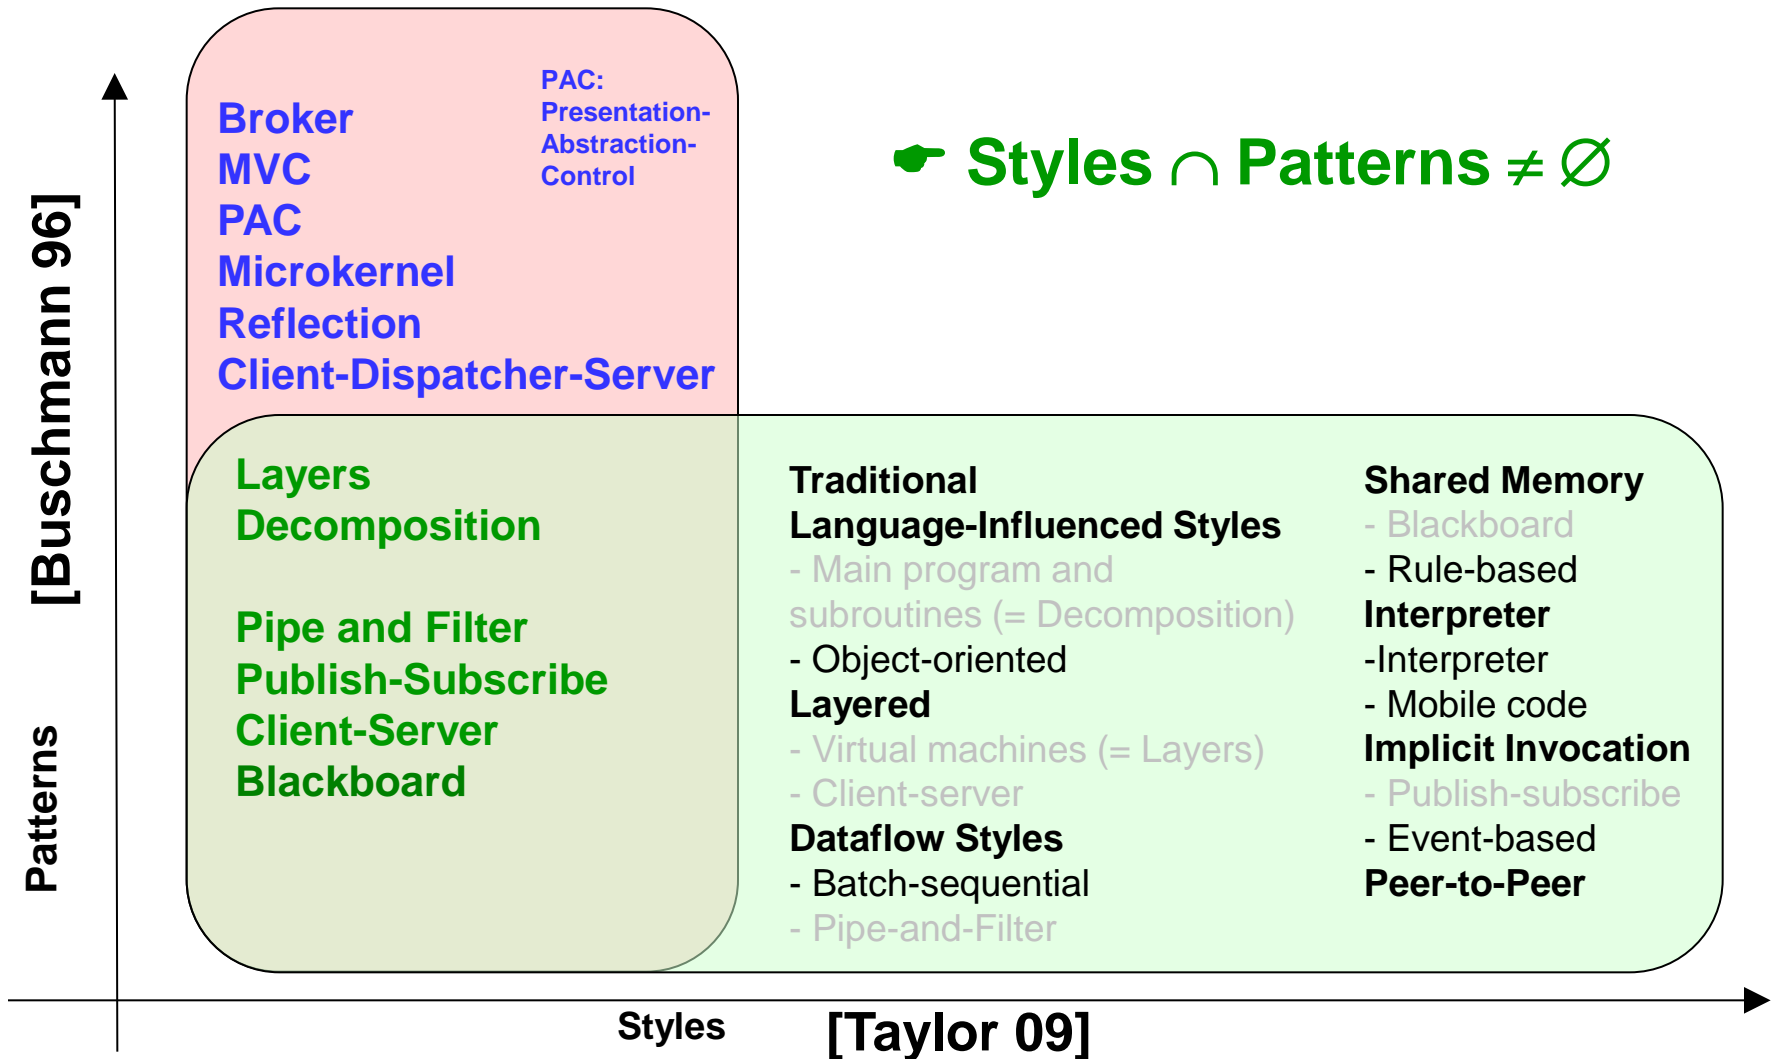 Broker
MVC
PAC
Microkernel
Reflection
Client-Dispatcher-Server
PAC:
Presentation-
Abstraction-
Control
☛ Styles ∩ Patterns ≠ ∅
Patterns [Buschmann 96]
Layers
Decomposition
Pipe and Filter
Publish-Subscribe
Client-Server
Blackboard
Traditional
Language-Influenced Styles
- Main program and
subroutines (= Decomposition)
- Object-oriented
Layered
- Virtual machines (= Layers)
- Client-server
Dataflow Styles
- Batch-sequential
- Pipe-and-Filter
Shared Memory
- Blackboard
- Rule-based
Interpreter
-Interpreter
- Mobile code
Implicit Invocation
- Publish-subscribe
- Event-based
Peer-to-Peer
Styles [Taylor 09]